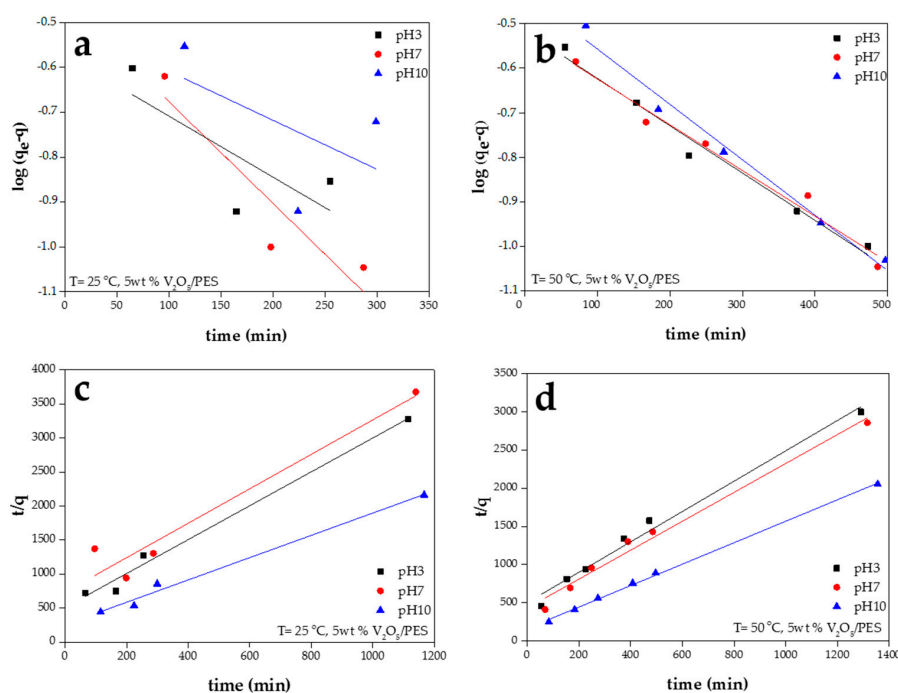 a
pH3
pH7
pH10
-0.5
-0.6
-0.7
-0.8
-0.9
-1.0
-1.1
log (qe-q)
T= 25 °C, 5wt % V2O5/PES
0 50 100 150 200 250 300 350
time (min)
b
pH3
pH7
pH10
-0.5
-0.6
-0.7
-0.8
-0.9
-1.0
-1.1
log (qe-q)
T= 50 °C, 5wt % V2O5/PES
0 100 200 300 400 500
time (min)
c
4000
3500
3000
2500
2000
1500
1000
500
0
t/q
pH3
pH7
pH10
T= 25 °C, 5wt % V2O5/PES
0 200 400 600 800 1000 1200
time (min)
d
3500
3000
2500
2000
1500
1000
500
0
t/q
pH3
pH7
pH10
T= 50 °C, 5wt % V2O5/PES
0 200 400 600 800 1000 1200 1400
time (min)